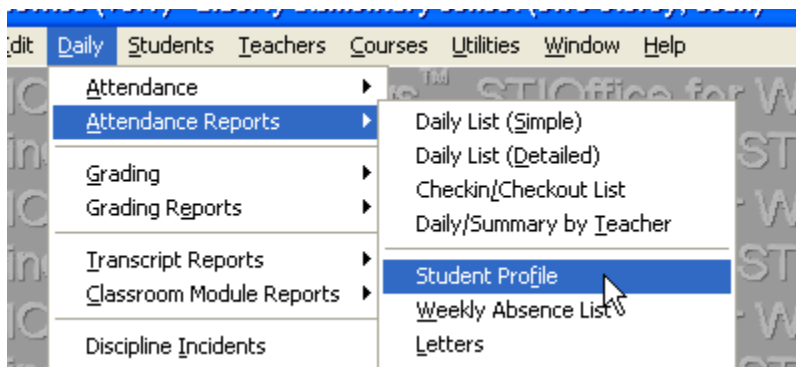 Edit Daily Students Teachers Courses Utilities Window Help
Attendance
Attendance Reports
Grading
Grading Reports
Transcript Reports
Classroom Module Reports
Discipline Incidents
Daily List (Simple)
Daily List (Detailed)
Checkin/Checkout List
Daily/Summary by Teacher
Student Profile
Weekly Absence List
Letters
STIOffice for W